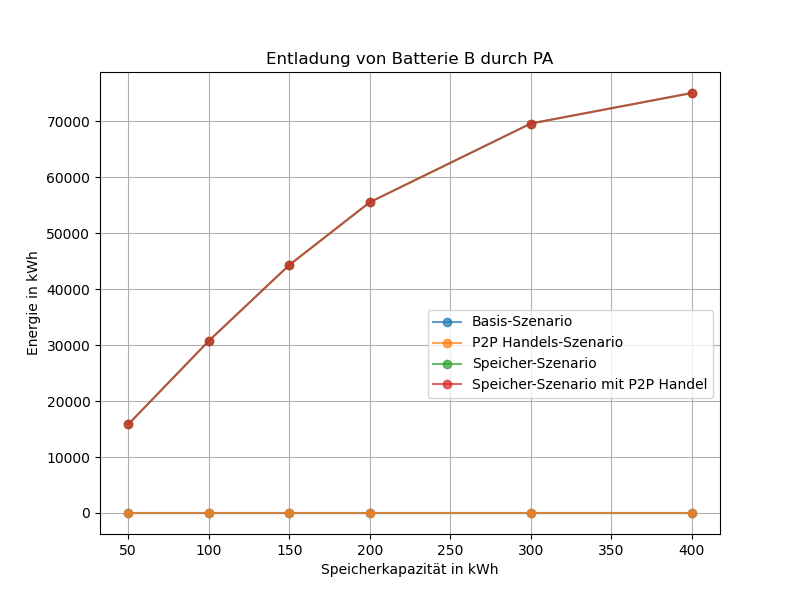 Entladung von Batterie B durch PA
70000
60000
50000
40000
30000
20000
10000
0
Energie in kWh
Basis-Szenario
P2P Handels-Szenario
Speicher-Szenario
Speicher-Szenario mit P2P Handel
50 100 150 200 250 300 350 400
Speicherkapazität in kWh